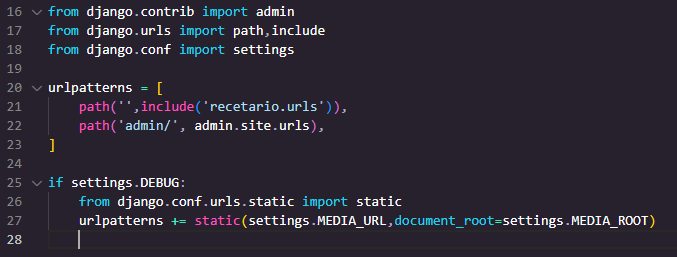 16 from django.contrib import admin
17 from django.urls import path,include
18 from django.conf import settings
19
20 urlpatterns = [
21     path('',include('recetario.urls')),
22     path('admin/', admin.site.urls),
23 ]
24
25 if settings.DEBUG:
26     from django.conf.urls.static import static
27     urlpatterns += static(settings.MEDIA_URL,document_root=settings.MEDIA_ROOT)
28